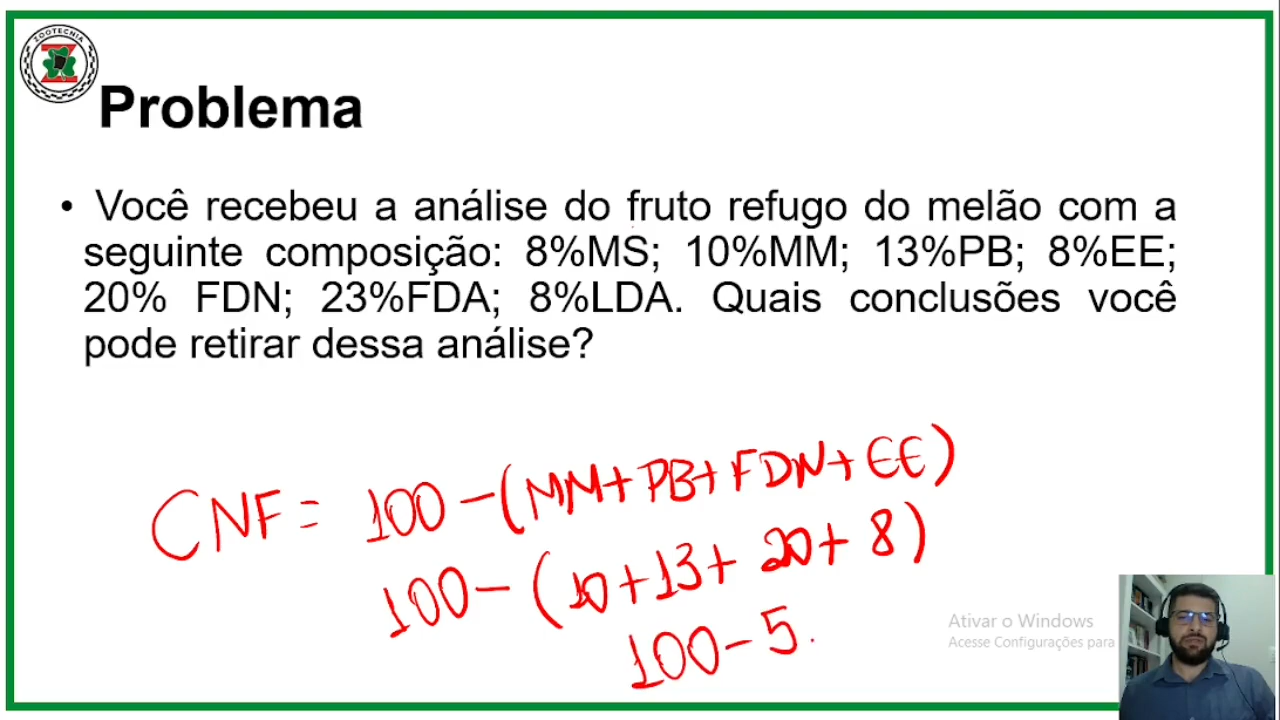 ZOOTECNIA
Problema
• Você recebeu a análise do fruto refugo do melão com a
seguinte composição: 8%MS; 10%MM; 13%PB; 8%EE;
20% FDN; 23%FDA; 8%LDA. Quais conclusões você
pode retirar dessa análise?
CNF = 100 - (MM + PB + FDN + EE)
100 - (10 + 13 + 20 + 8)
100 - 5
Ativar o Windows
Acesse Configurações para